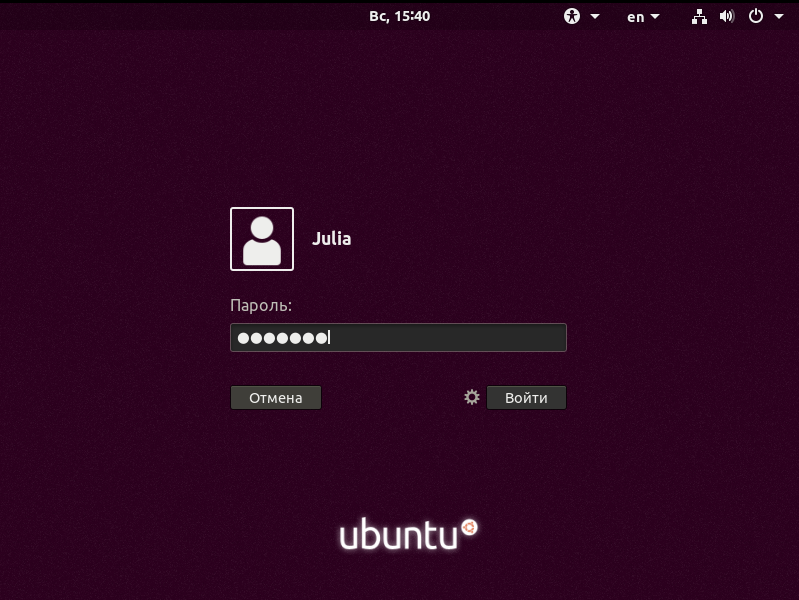 Вс, 15:40
en
Julia
Пароль:
Отмена
Войти
ubuntu